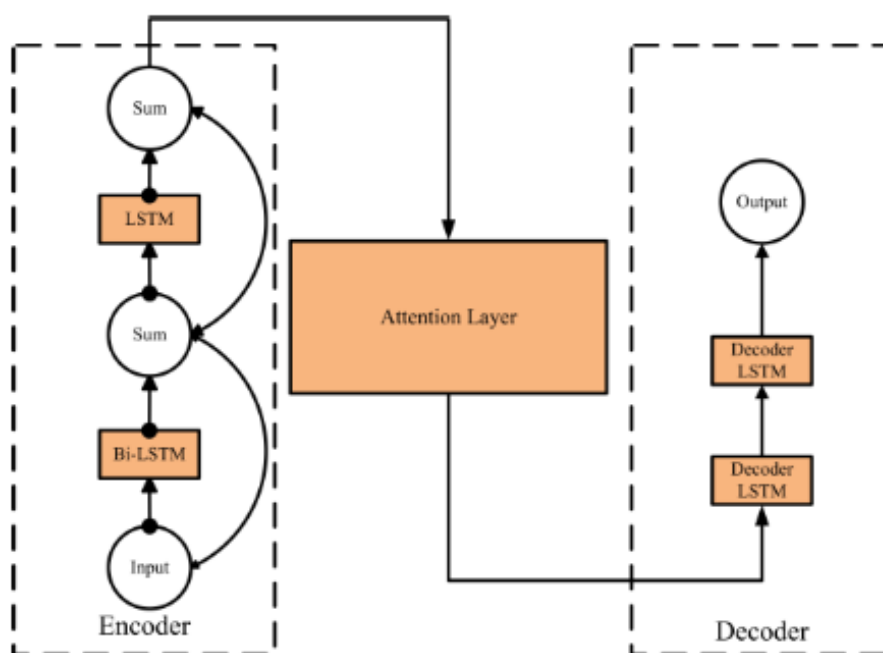 Sum
LSTM
Sum
Bi-LSTM
Input
Encoder
Attention Layer
Output
Decoder
LSTM
Decoder
LSTM
Decoder